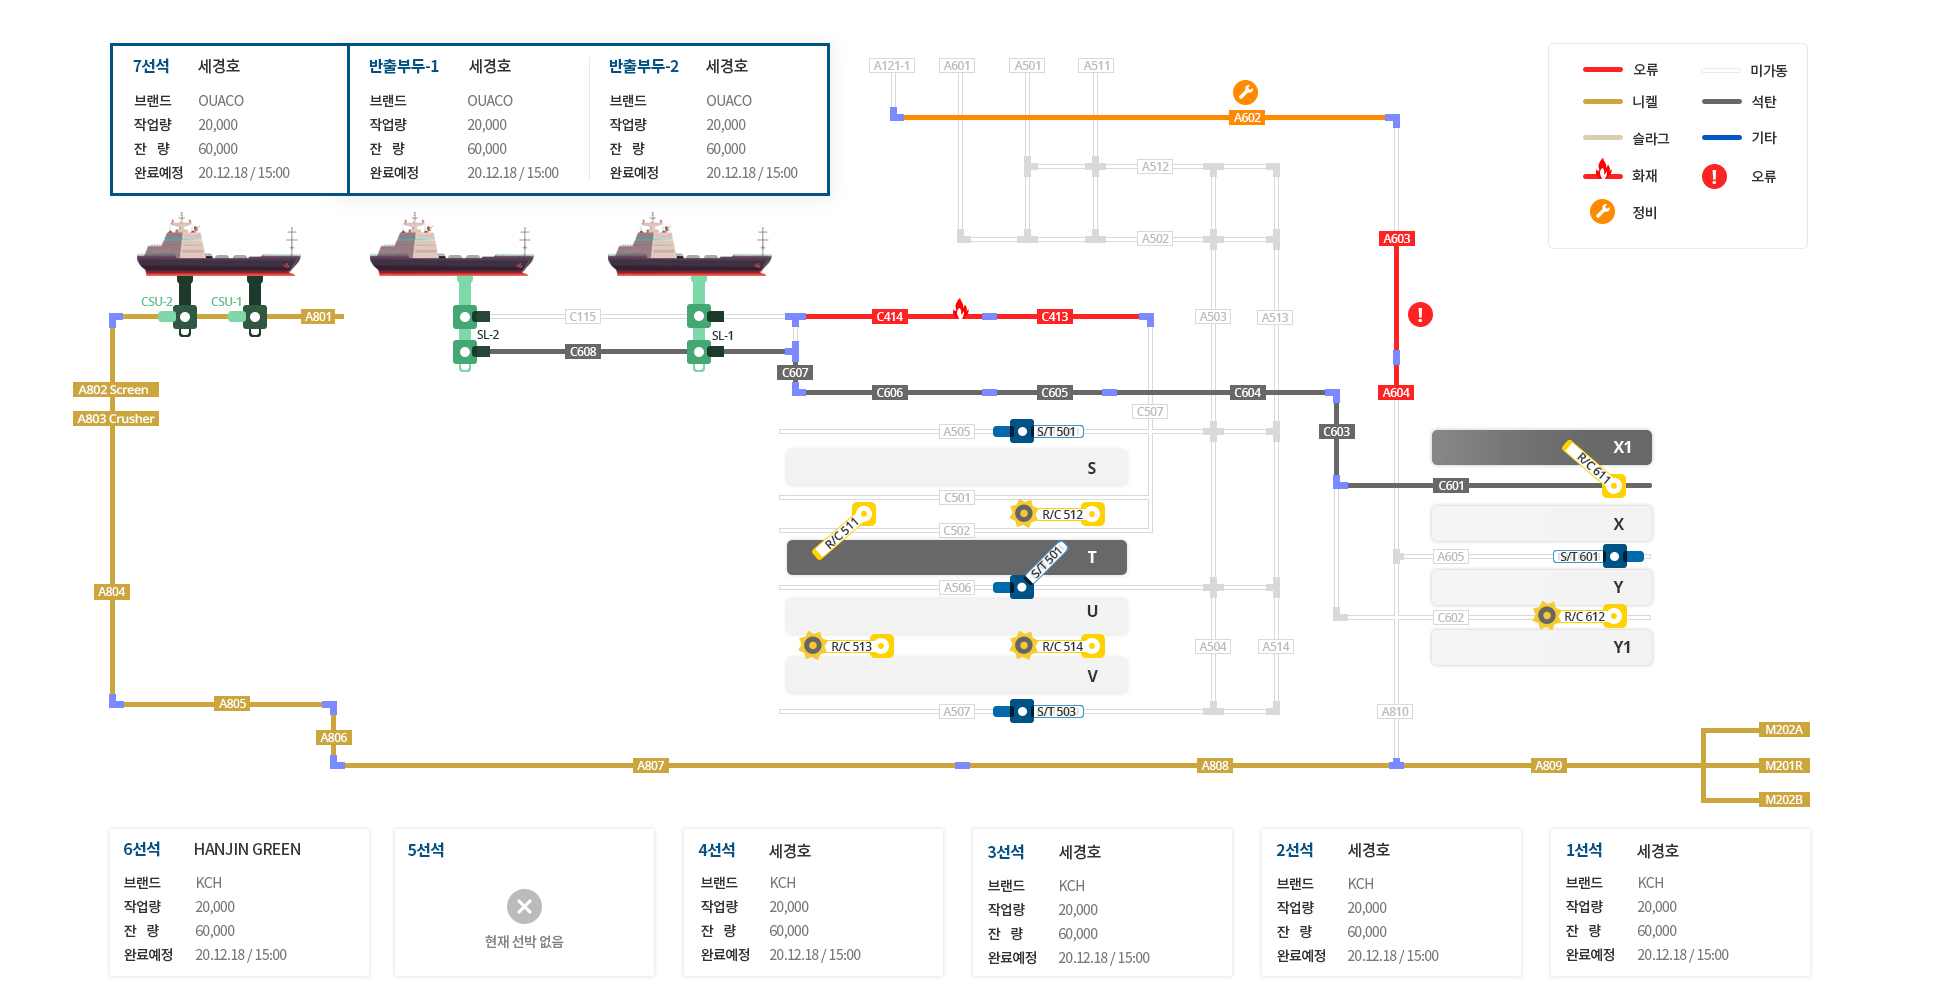 7선석 세경호
브랜드 OUACO
작업량 20,000
잔 량 60,000
완료예정 20.12.18 / 15:00
반출부두-1 세경호
브랜드 OUACO
작업량 20,000
잔 량 60,000
완료예정 20.12.18 / 15:00
반출부두-2 세경호
브랜드 OUACO
작업량 20,000
잔 량 60,000
완료예정 20.12.18 / 15:00
A121-1 A601 A501 A511
A602
오류 미가동
니켈 석탄
슬라그 기타
화재 오류
정비
A512
A502
A603
CSU-2 CSU-1 A801
C115
SL-2
SL-1
C608
C414 C413
A503 A513
C607
C606 C605 C604
A604
A802 Screen
A803 Crusher
C507
A505 S/T 501
C603
S
X1
R/C 611
C601
C501
R/C 511
R/C 512
C502
X
T
S/T 501
A605 S/T 601
A506
Y
U
C602 R/C 612
A804
R/C 513 R/C 514
A504 A514
Y1
V
A805
A507 S/T 503
A810
A806
M202A
A807 A808 A809 M201R
M202B
6선석 HANJIN GREEN
브랜드 KCH
작업량 20,000
잔 량 60,000
완료예정 20.12.18 / 15:00
5선석
현재 선박 없음
4선석 세경호
브랜드 KCH
작업량 20,000
잔 량 60,000
완료예정 20.12.18 / 15:00
3선석 세경호
브랜드 KCH
작업량 20,000
잔 량 60,000
완료예정 20.12.18 / 15:00
2선석 세경호
브랜드 KCH
작업량 20,000
잔 량 60,000
완료예정 20.12.18 / 15:00
1선석 세경호
브랜드 KCH
작업량 20,000
잔 량 60,000
완료예정 20.12.18 / 15:00